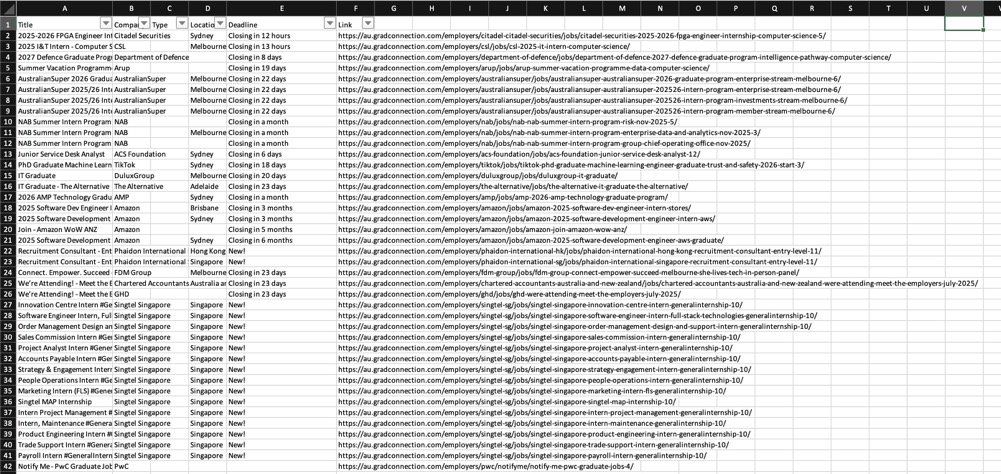 A B C D E F G H I J K L M N O P Q R S T U V
1 Title Compa Type Locatio Deadline Link
2 2025-2026 FPGA Engineer Int Citadel Securities Sydney Closing in 12 hours https://au.gradconnection.com/employers/citadel-citadel-securities/jobs/citadel-citadel-securities-2025-2026-fpga-engineer-internship-computer-science-5/
3 2025 I&T Intern - Computer S CSL Melbourne Closing in 13 hours https://au.gradconnection.com/employers/csl/jobs/csl-2025-it-intern-computer-science/
4 2027 Defence Graduate Prog Department of Defence Closing in 8 days https://au.gradconnection.com/employers/department-of-defence/jobs/department-of-defence-2027-defence-graduate-program-intelligence-pathway-computer-science/
5 Summer Vacation Programm Arup Closing in 19 days https://au.gradconnection.com/employers/arup/jobs/arup-summer-vacation-programme-data-computer-science/
6 AustralianSuper 2026 Gradu AustralianSuper Melbourne Closing in 22 days https://au.gradconnection.com/employers/australiansuper/jobs/australiansuper-australiansuper-2026-graduate-program-enterprise-stream-melbourne-6/
7 AustralianSuper 2025/26 Int AustralianSuper Melbourne Closing in 22 days https://au.gradconnection.com/employers/australiansuper/jobs/australiansuper-australiansuper-202526-intern-program-enterprise-stream-melbourne-6/
8 AustralianSuper 2025/26 Int AustralianSuper Melbourne Closing in 22 days https://au.gradconnection.com/employers/australiansuper/jobs/australiansuper-australiansuper-202526-intern-program-investments-stream-melbourne-6/
9 AustralianSuper 2025/26 Int AustralianSuper Melbourne Closing in 22 days https://au.gradconnection.com/employers/australiansuper/jobs/australiansuper-australiansuper-202526-intern-program-member-stream-melbourne-6/
10 NAB Summer Intern Program NAB Closing in a month https://au.gradconnection.com/employers/nab/jobs/nab-nab-summer-intern-program-risk-nov-2025-5/
11 NAB Summer Intern Program NAB Melbourne Closing in a month https://au.gradconnection.com/employers/nab/jobs/nab-nab-summer-intern-program-enterprise-data-and-analytics-nov-2025-3/
12 NAB Summer Intern Program NAB Closing in a month https://au.gradconnection.com/employers/nab/jobs/nab-nab-summer-intern-program-group-chief-operating-office-nov-2025/
13 Junior Service Desk Analyst ACS Foundation Sydney Closing in 6 days https://au.gradconnection.com/employers/acs-foundation/jobs/acs-foundation-junior-service-desk-analyst-12/
14 PhD Graduate Machine Learn TikTok Sydney Closing in 18 days https://au.gradconnection.com/employers/tiktok/jobs/tiktok-phd-graduate-machine-learning-engineer-graduate-trust-and-safety-2026-start-3/
15 IT Graduate DuluxGroup Melbourne Closing in 20 days https://au.gradconnection.com/employers/duluxgroup/jobs/duluxgroup-it-graduate/
16 IT Graduate - The Alternative The Alternative Adelaide Closing in 23 days https://au.gradconnection.com/employers/the-alternative/jobs/the-alternative-it-graduate-the-alternative/
17 2026 AMP Technology Gradu AMP Sydney Closing in a month https://au.gradconnection.com/employers/amp/jobs/amp-2026-amp-technology-graduate-program/
18 2025 Software Dev Engineer I Amazon Brisbane Closing in 3 months https://au.gradconnection.com/employers/amazon/jobs/amazon-2025-software-dev-engineer-intern-stores/
19 2025 Software Development Amazon Sydney Closing in 3 months https://au.gradconnection.com/employers/amazon/jobs/amazon-2025-software-development-engineer-intern-aws/
20 Join - Amazon WoW ANZ Amazon Closing in 5 months https://au.gradconnection.com/employers/amazon/jobs/amazon-join-amazon-wow-anz/
21 2025 Software Development Amazon Sydney Closing in 6 months https://au.gradconnection.com/employers/amazon/jobs/amazon-2025-software-development-engineer-aws-graduate/
22 Recruitment Consultant - Ent Phaidon International Hong Kong New! https://au.gradconnection.com/employers/phaidon-international-hk/jobs/phaidon-international-hong-kong-recruitment-consultant-entry-level-11/
23 Recruitment Consultant - Ent Phaidon International Singapore New! https://au.gradconnection.com/employers/phaidon-international-sg/jobs/phaidon-international-singapore-recruitment-consultant-entry-level-11/
24 Connect. Empower. Succeed FDM Group Melbourne Closing in 23 days https://au.gradconnection.com/employers/fdm-group/jobs/fdm-group-connect-empower-succeed-melbourne-she-lives-tech-in-person-panel/
25 We're Attending! - Meet the E Chartered Accountants Australia ar Closing in 23 days https://au.gradconnection.com/employers/chartered-accountants-australia-and-new-zealand/jobs/chartered-accountants-australia-and-new-zealand-were-attending-meet-the-employers-july-2025/
26 We're Attending! - Meet the E GHD Closing in 23 days https://au.gradconnection.com/employers/ghd/jobs/ghd-were-attending-meet-the-employers-july-2025/
27 Innovation Centre Intern #Ge Singtel Singapore Singapore New! https://au.gradconnection.com/employers/singtel-sg/jobs/singtel-singapore-innovation-centre-intern-generalinternship-10/
28 Software Engineer Intern, Ful Singtel Singapore Singapore New! https://au.gradconnection.com/employers/singtel-sg/jobs/singtel-singapore-software-engineer-intern-full-stack-technologies-generalinternship-10/
29 Order Management Design an Singtel Singapore Singapore New! https://au.gradconnection.com/employers/singtel-sg/jobs/singtel-singapore-order-management-design-and-support-intern-generalinternship-10/
30 Sales Commission Intern #Gen Singtel Singapore Singapore New! https://au.gradconnection.com/employers/singtel-sg/jobs/singtel-singapore-sales-commission-intern-generalinternship-10/
31 Project Analyst Intern #Gener Singtel Singapore Singapore New! https://au.gradconnection.com/employers/singtel-sg/jobs/singtel-singapore-project-analyst-intern-generalinternship-10/
32 Accounts Payable Intern #Gen Singtel Singapore Singapore New! https://au.gradconnection.com/employers/singtel-sg/jobs/singtel-singapore-accounts-payable-intern-generalinternship-10/
33 Strategy & Engagement Intern Singtel Singapore Singapore New! https://au.gradconnection.com/employers/singtel-sg/jobs/singtel-singapore-strategy-engagement-intern-generalinternship-10/
34 People Operations Intern #Ge Singtel Singapore Singapore New! https://au.gradconnection.com/employers/singtel-sg/jobs/singtel-singapore-people-operations-intern-generalinternship-10/
35 Marketing Intern (FLS) #Gener Singtel Singapore Singapore New! https://au.gradconnection.com/employers/singtel-sg/jobs/singtel-singapore-marketing-intern-fls-generalinternship-10/
36 Singtel MAP Internship Singtel Singapore Singapore New! https://au.gradconnection.com/employers/singtel-sg/jobs/singtel-singapore-singtel-map-internship-10/
37 Intern Project Management # Singtel Singapore Singapore New! https://au.gradconnection.com/employers/singtel-sg/jobs/singtel-singapore-intern-project-management-generalinternship-10/
38 Intern, Maintenance #Genera Singtel Singapore Singapore New! https://au.gradconnection.com/employers/singtel-sg/jobs/singtel-singapore-intern-maintenance-generalinternship-10/
39 Product Engineering Intern #G Singtel Singapore Singapore New! https://au.gradconnection.com/employers/singtel-sg/jobs/singtel-singapore-product-engineering-intern-generalinternship-10/
40 Trade Support Intern #Genera Singtel Singapore Singapore New! https://au.gradconnection.com/employers/singtel-sg/jobs/singtel-singapore-trade-support-intern-generalinternship-10/
41 Payroll Intern #GeneralIntern Singtel Singapore Singapore New! https://au.gradconnection.com/employers/singtel-sg/jobs/singtel-singapore-payroll-intern-generalinternship-10/
42 Notify Me - PwC Graduate Job PwC https://au.gradconnection.com/employers/pwc/notifyme/notify-me-pwc-graduate-jobs-4/